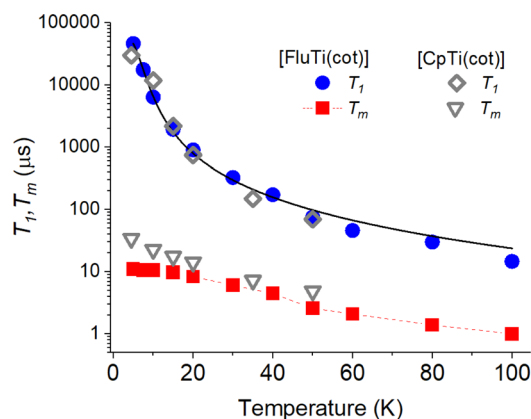 100000
10000
1000
100
10
1
T1, Tm (μs)
[FluTi(cot)] [CpTi(cot)]
T1 T1
Tm Tm
0 20 40 60 80 100
Temperature (K)